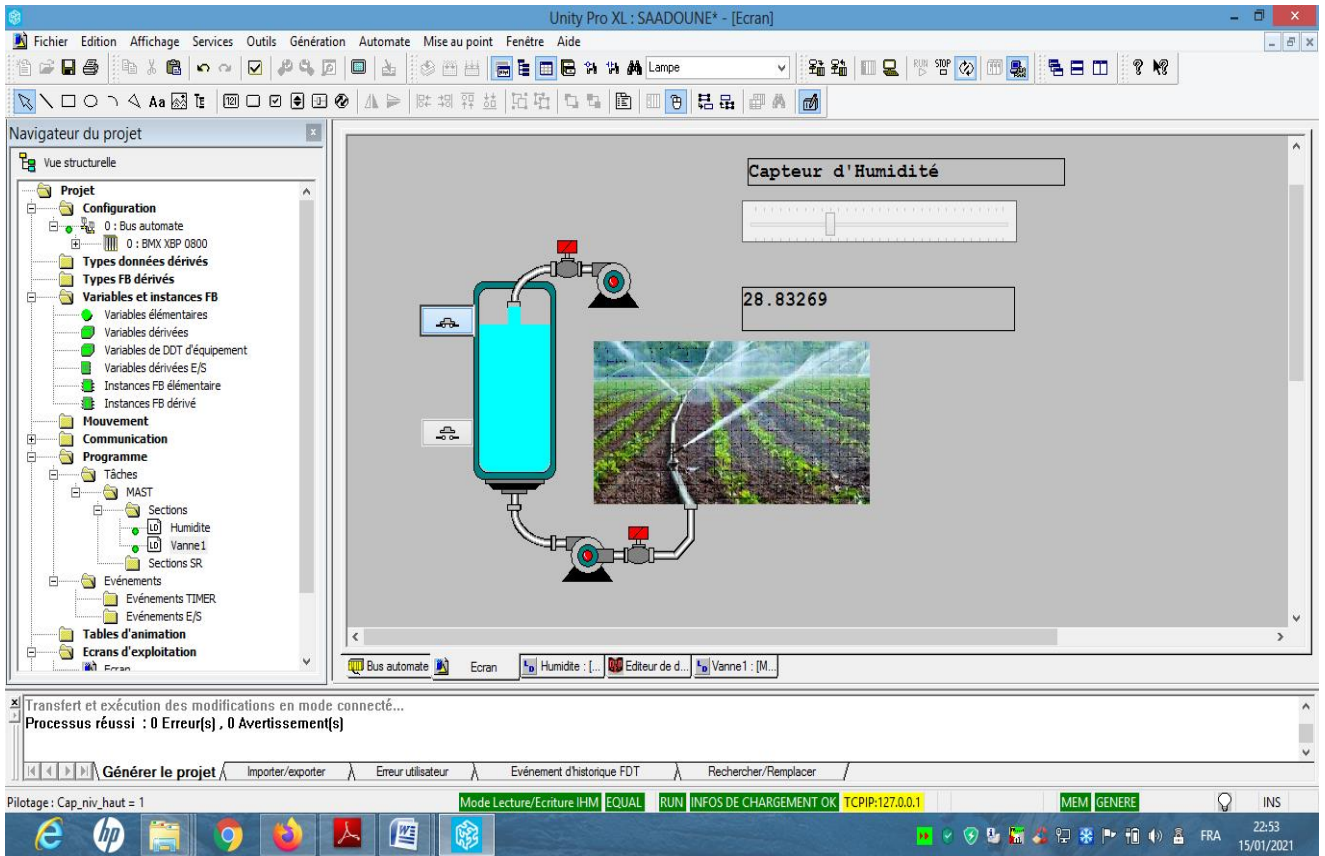 Unity Pro XL : SAADOUNE* - [Ecran]
Fichier Edition Affichage Services Outils Génération Automate Mise au point Fenêtre Aide
Lampe
RUN STOP
Aa
Navigateur du projet
Vue structurelle
Projet
Configuration
0 : Bus automate
0 : BMX XBP 0800
Types données dérivés
Types FB dérivés
Variables et instances FB
Variables élémentaires
Variables dérivées
Variables de DDT d'équipement
Variables dérivées E/S
Instances FB élémentaire
Instances FB dérivé
Mouvement
Communication
Programme
Tâches
MAST
Sections
LD Humidite
LD Vanne1
Sections SR
Evénements
Evénements TIMER
Evénements E/S
Tables d'animation
Ecrans d'exploitation
Ecran
Capteur d'Humidité
28.83269
Bus automate Ecran Humidite : [... Editeur de d... Vanne1 : [M...
Transfert et exécution des modifications en mode connecté...
Processus réussi : 0 Erreur(s) , 0 Avertissement(s)
Générer le projet Importer/exporter Erreur utilisateur Evénement d'historique FDT Rechercher/Remplacer
Pilotage : Cap_niv_haut = 1 Mode Lecture/Ecriture IHM EQUAL RUN INFOS DE CHARGEMENT OK TCPIP:127.0.0.1 MEM GENERE INS
hp
FRA
22:53
15/01/2021